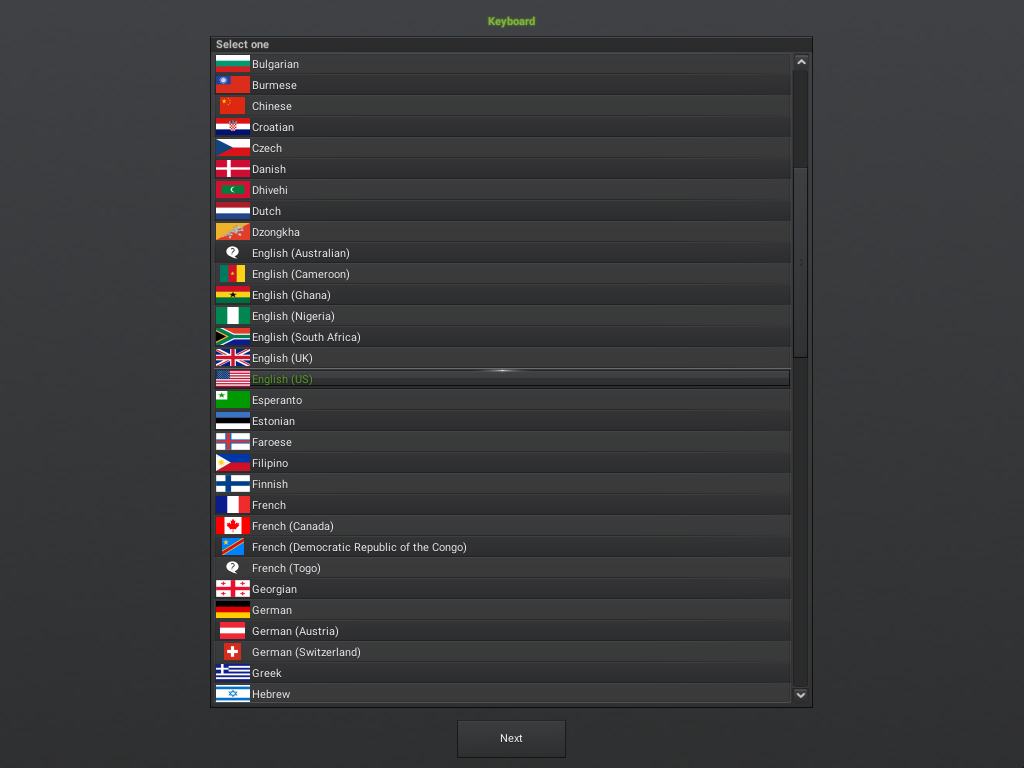 Keyboard
Select one
Bulgarian
Burmese
Chinese
Croatian
Czech
Danish
Dhivehi
Dutch
Dzongkha
English (Australian)
English (Cameroon)
English (Ghana)
English (Nigeria)
English (South Africa)
English (UK)
English (US)
Esperanto
Estonian
Faroese
Filipino
Finnish
French
French (Canada)
French (Democratic Republic of the Congo)
French (Togo)
Georgian
German
German (Austria)
German (Switzerland)
Greek
Hebrew
Next